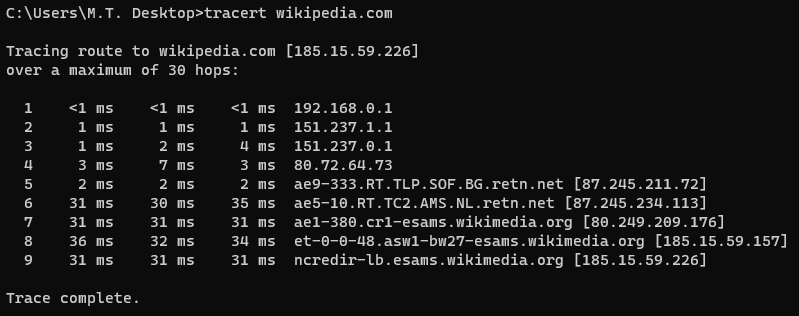 C:\Users\M.T. Desktop>tracert wikipedia.com
Tracing route to wikipedia.com [185.15.59.226]
over a maximum of 30 hops:
1 <1 ms <1 ms <1 ms 192.168.0.1
2 1 ms 1 ms 1 ms 151.237.1.1
3 1 ms 2 ms 4 ms 151.237.0.1
4 3 ms 7 ms 3 ms 80.72.64.73
5 2 ms 2 ms 2 ms ae9-333.RT.TLP.SOF.BG.retn.net [87.245.211.72]
6 31 ms 30 ms 35 ms ae5-10.RT.TC2.AMS.NL.retn.net [87.245.234.113]
7 31 ms 31 ms 31 ms ae1-380.cr1-esams.wikimedia.org [80.249.209.176]
8 36 ms 32 ms 34 ms et-0-0-48.asw1-bw27-esams.wikimedia.org [185.15.59.157]
9 31 ms 31 ms 31 ms ncredir-lb.esams.wikimedia.org [185.15.59.226]
Trace complete.